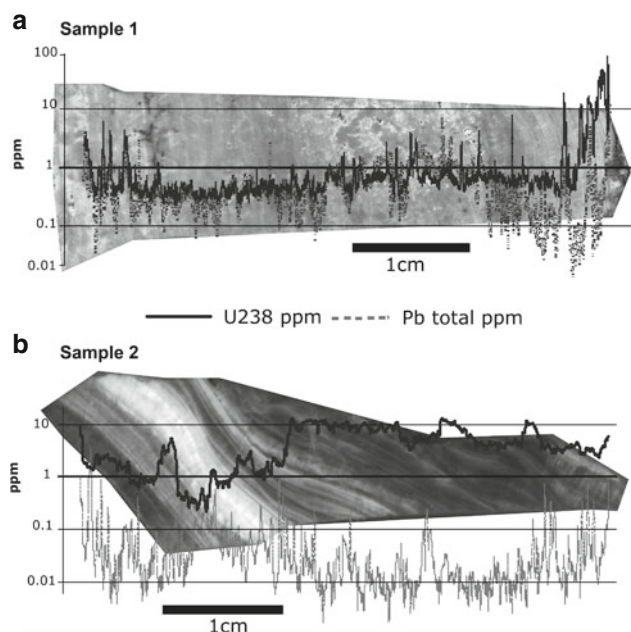 a
Sample 1
100
10
1
0.1
0.01
ppm
1cm
U238 ppm Pb total ppm
b
Sample 2
10
1
0.1
0.01
ppm
1cm